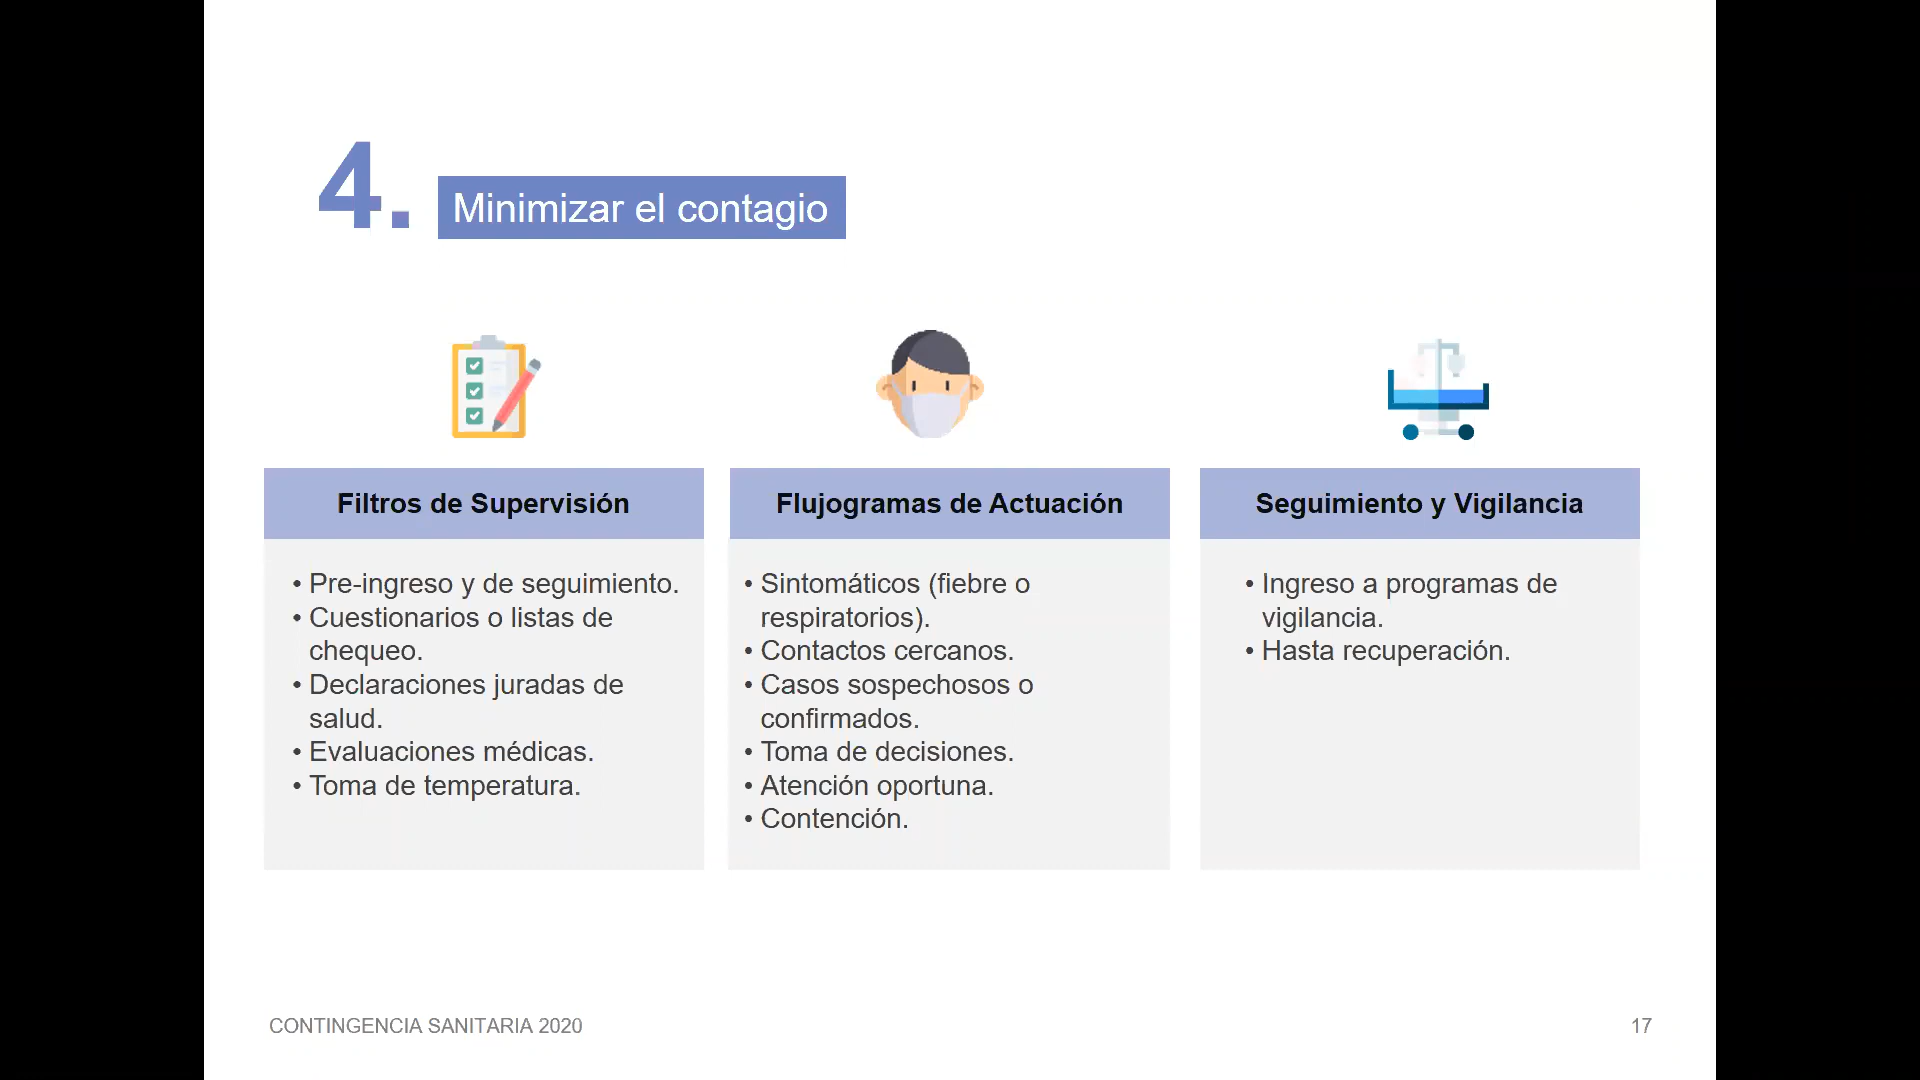 4.
Minimizar el contagio
Filtros de Supervisión
• Pre-ingreso y de seguimiento.
• Cuestionarios o listas de
chequeo.
• Declaraciones juradas de
salud.
• Evaluaciones médicas.
• Toma de temperatura.
Flujogramas de Actuación
• Sintomáticos (fiebre o
respiratorios).
• Contactos cercanos.
• Casos sospechosos o
confirmados.
• Toma de decisiones.
• Atención oportuna.
• Contención.
Seguimiento y Vigilancia
• Ingreso a programas de
vigilancia.
• Hasta recuperación.
CONTINGENCIA SANITARIA 2020
17